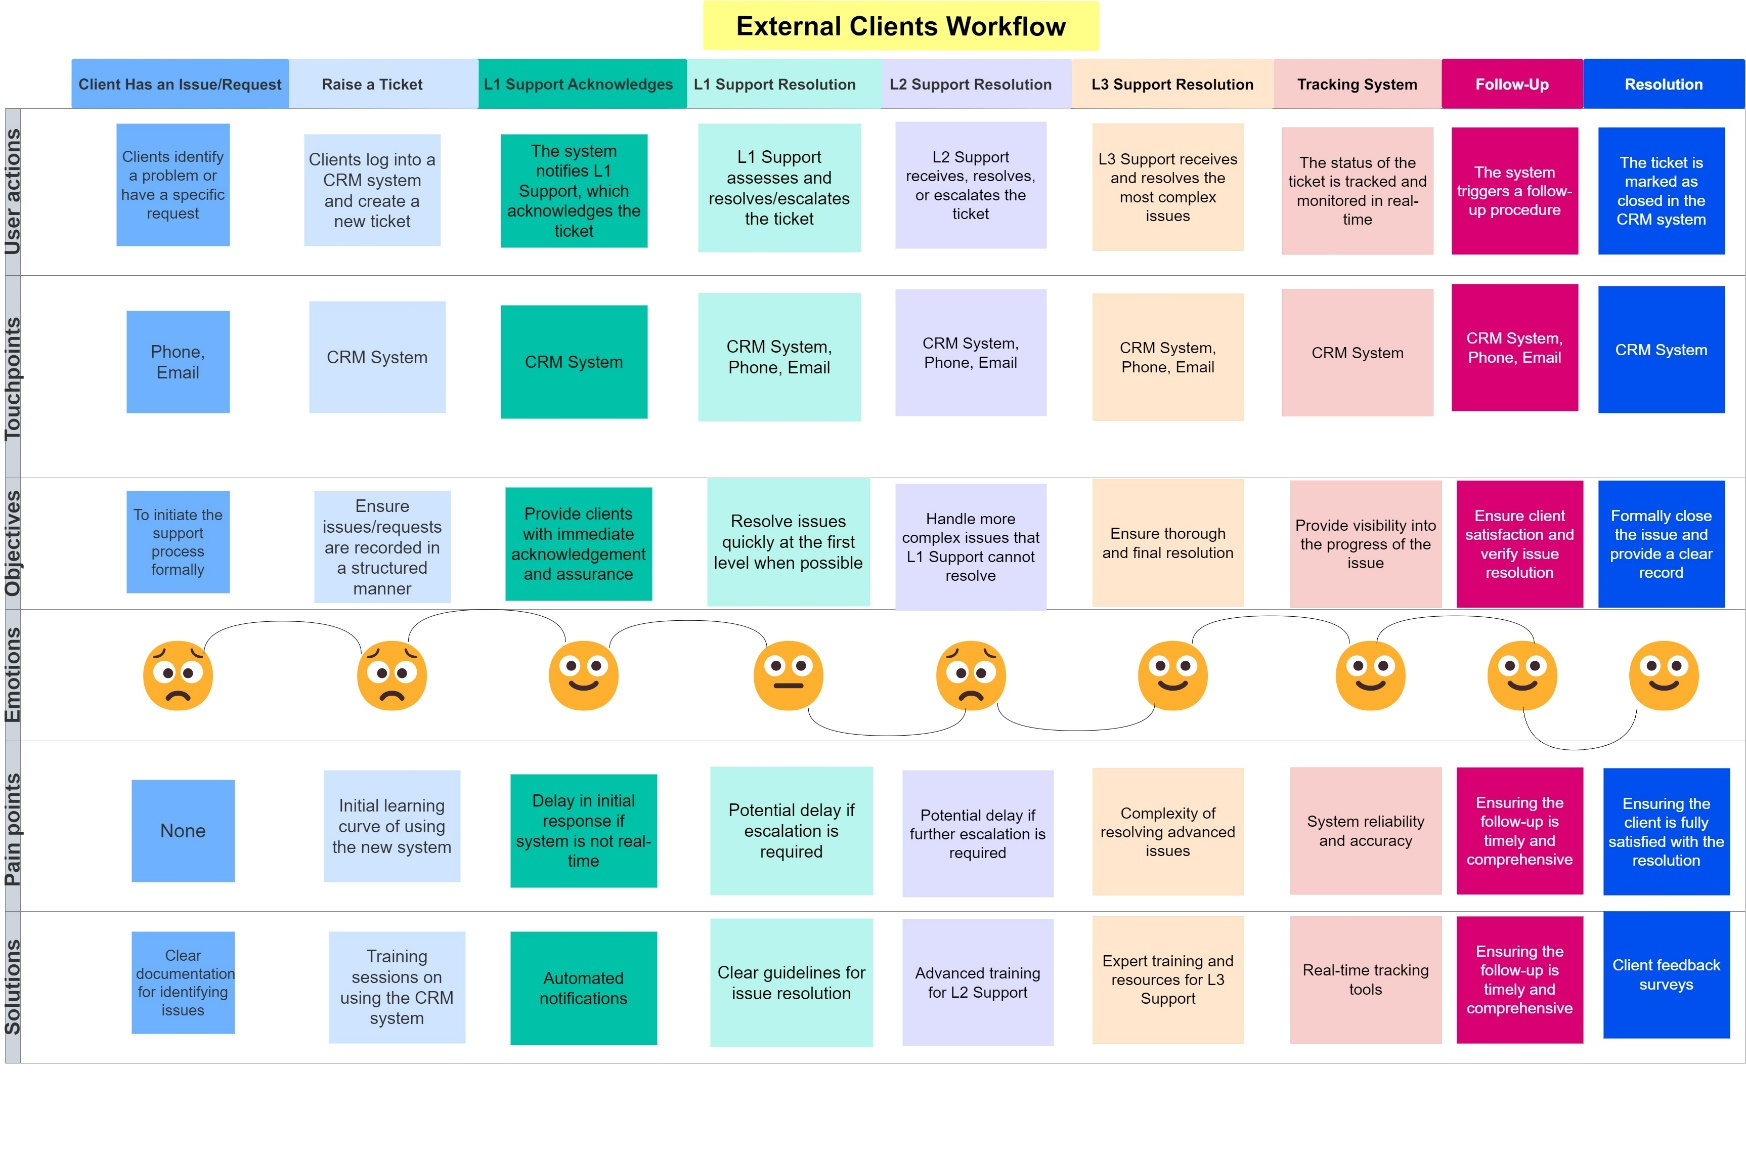 External Clients Workflow
Client Has an Issue/Request
Raise a Ticket
L1 Support Acknowledges
L1 Support Resolution
L2 Support Resolution
L3 Support Resolution
Tracking System
Follow-Up
Resolution
User actions
Clients identify
a problem or
have a specific
request
Clients log into a
CRM system
and create a
new ticket
The system
notifies L1
Support, which
acknowledges the
ticket
L1 Support
assesses and
resolves/escalates
the ticket
L2 Support
receives, resolves,
or escalates the
ticket
L3 Support receives
and resolves the
most complex
issues
The status of the
ticket is tracked and
monitored in real-
time
The system
triggers a follow-
up procedure
The ticket is
marked as
closed in the
CRM system
Touchpoints
Phone,
Email
CRM System
CRM System
CRM System,
Phone, Email
CRM System,
Phone, Email
CRM System,
Phone, Email
CRM System
CRM System,
Phone, Email
CRM System
Objectives
To initiate the
support
process
formally
Ensure
issues/requests
are recorded in
a structured
manner
Provide clients
with immediate
acknowledgement
and assurance
Resolve issues
quickly at the first
level when possible
Handle more
complex issues that
L1 Support cannot
resolve
Ensure thorough
and final resolution
Provide visibility into
the progress of the
issue
Ensure client
satisfaction and
verify issue
resolution
Formally close
the issue and
provide a clear
record
Emotions
Pain points
None
Initial learning
curve of using
the new system
Delay in initial
response if
system is not real-
time
Potential delay if
escalation is
required
Potential delay if
further escalation is
required
Complexity of
resolving advanced
issues
System reliability
and accuracy
Ensuring the
follow-up is
timely and
comprehensive
Ensuring the
client is fully
satisfied with the
resolution
Solutions
Clear
documentation
for identifying
issues
Training
sessions on
using the CRM
system
Automated
notifications
Clear guidelines for
issue resolution
Advanced training
for L2 Support
Expert training and
resources for L3
Support
Real-time tracking
tools
Ensuring the
follow-up is
timely and
comprehensive
Client feedback
surveys